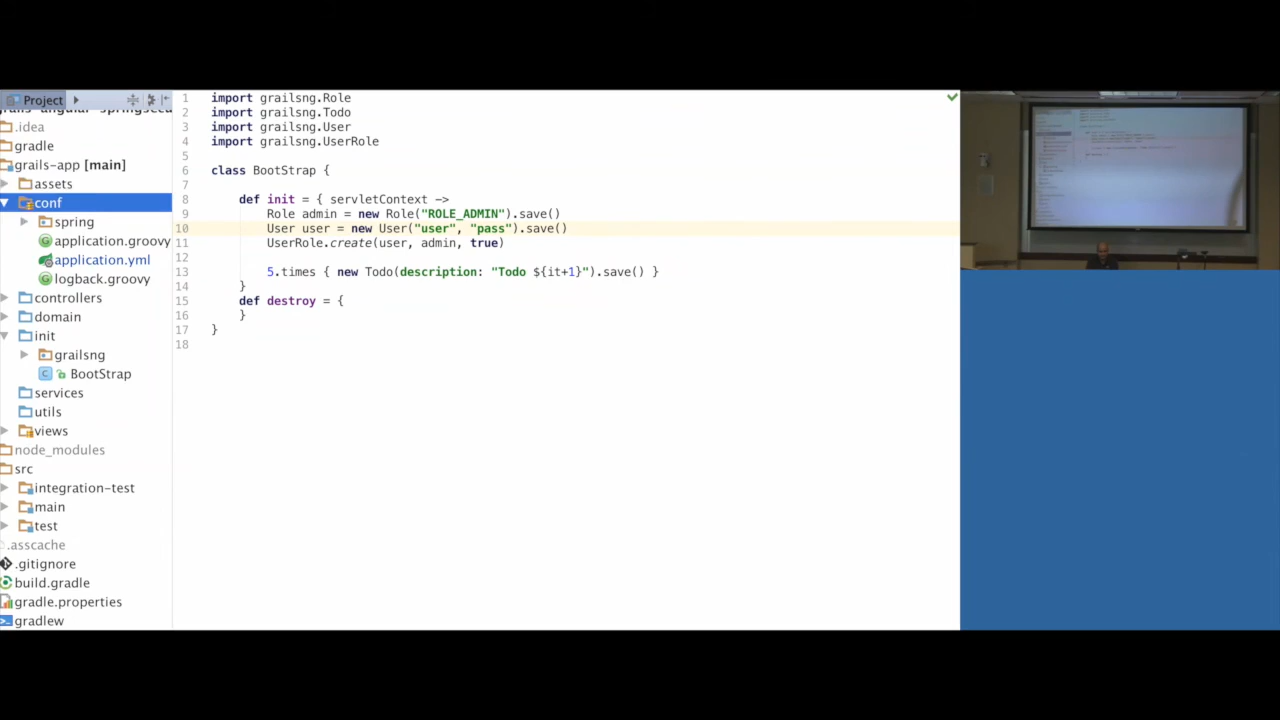 Project
.idea
gradle
grails-app [main]
assets
conf
spring
application.groovy
application.yml
logback.groovy
controllers
domain
init
grailsng
BootStrap
services
utils
views
node_modules
src
integration-test
main
test
.asscache
.gitignore
build.gradle
gradle.properties
gradlew
1 import grailsng.Role
2 import grailsng.Todo
3 import grailsng.User
4 import grailsng.UserRole
5
6 class BootStrap {
7
8 def init = { servletContext ->
9 Role admin = new Role("ROLE_ADMIN").save()
10 User user = new User("user", "pass").save()
11 UserRole.create(user, admin, true)
12
13 5.times { new Todo(description: "Todo ${it+1}").save() }
14 }
15 def destroy = {
16 }
17 }
18